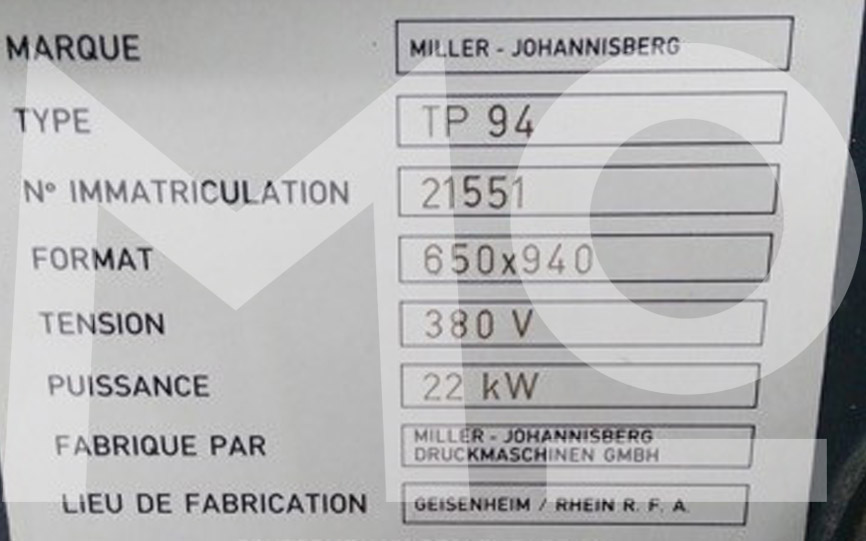 MARQUE MILLER - JOHANNISBERG
TYPE TP 94
Nº IMMATRICULATION 21551
FORMAT 650x940
TENSION 380 V
PUISSANCE 22 kW
FABRIQUE PAR MILLER - JOHANNISBERG
DRUCKMASCHINEN GMBH
LIEU DE FABRICATION GEISENHEIM / RHEIN R. F. A.